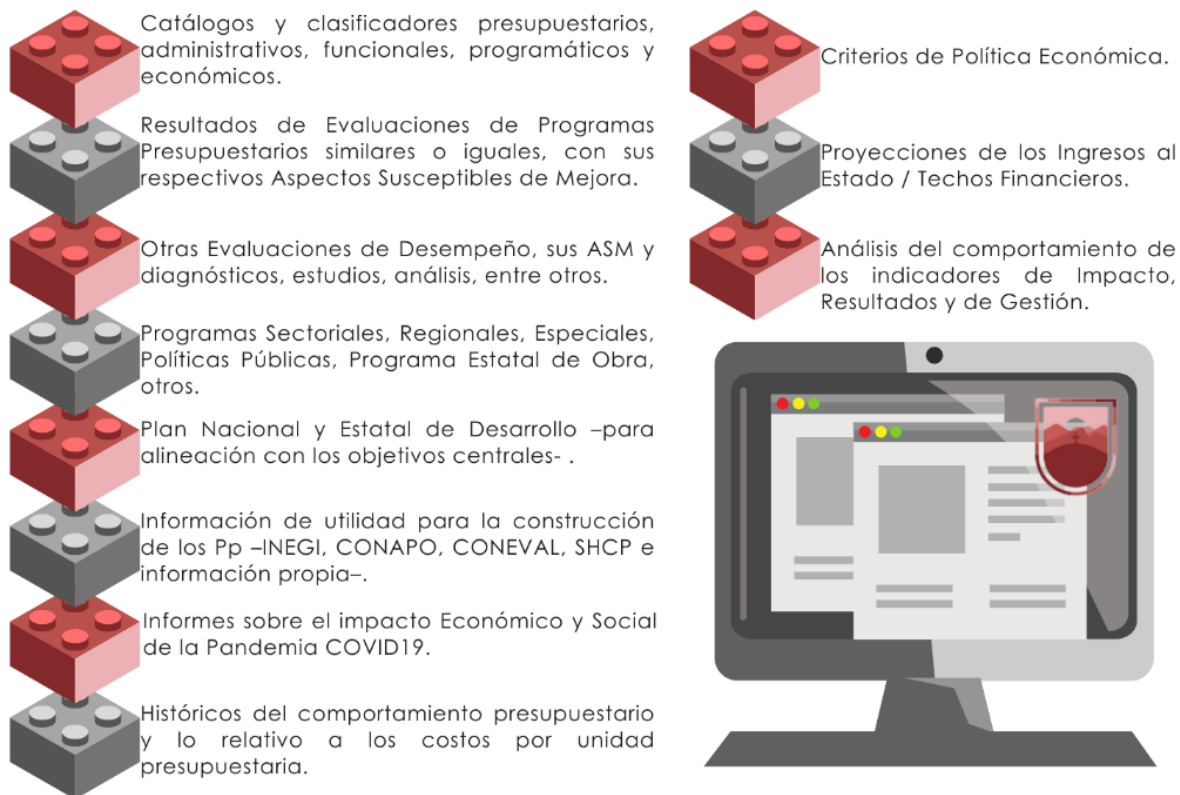 Catálogos y clasificadores presupuestarios,
administrativos, funcionales, programáticos y
económicos.
Resultados de Evaluaciones de Programas
Presupuestarios similares o iguales, con sus
respectivos Aspectos Susceptibles de Mejora.
Otras Evaluaciones de Desempeño, sus ASM y
diagnósticos, estudios, análisis, entre otros.
Programas Sectoriales, Regionales, Especiales,
Políticas Públicas, Programa Estatal de Obra,
otros.
Plan Nacional y Estatal de Desarrollo –para
alineación con los objetivos centrales- .
Información de utilidad para la construcción
de los Pp –INEGI, CONAPO, CONEVAL, SHCP e
información propia–.
Informes sobre el impacto Económico y Social
de la Pandemia COVID19.
Históricos del comportamiento presupuestario
y lo relativo a los costos por unidad
presupuestaria.
Criterios de Política Económica.
Proyecciones de los Ingresos al
Estado / Techos Financieros.
Análisis del comportamiento de
los indicadores de Impacto,
Resultados y de Gestión.